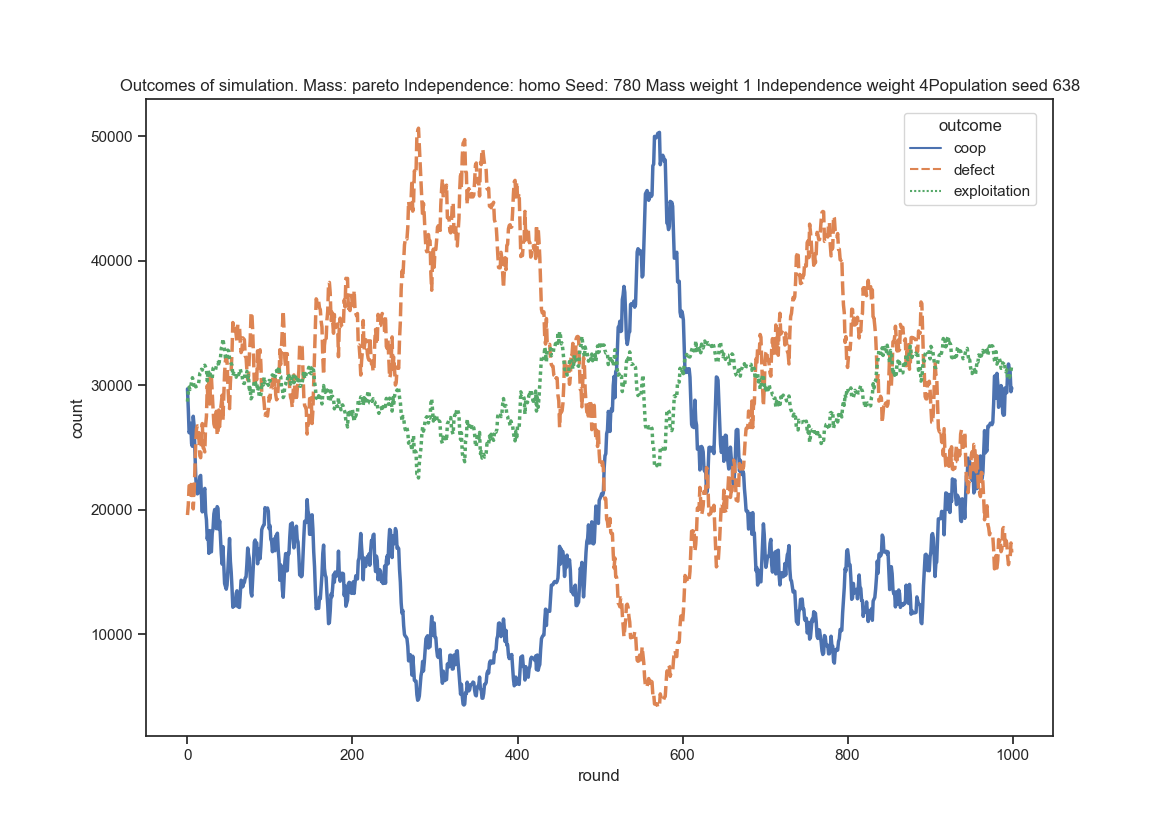 Outcomes of simulation. Mass: pareto Independence: homo Seed: 780 Mass weight 1 Independence weight 4Population seed 638
outcome
coop
defect
exploitation
50000
40000
30000
20000
10000
count
0 200 400 600 800 1000
round